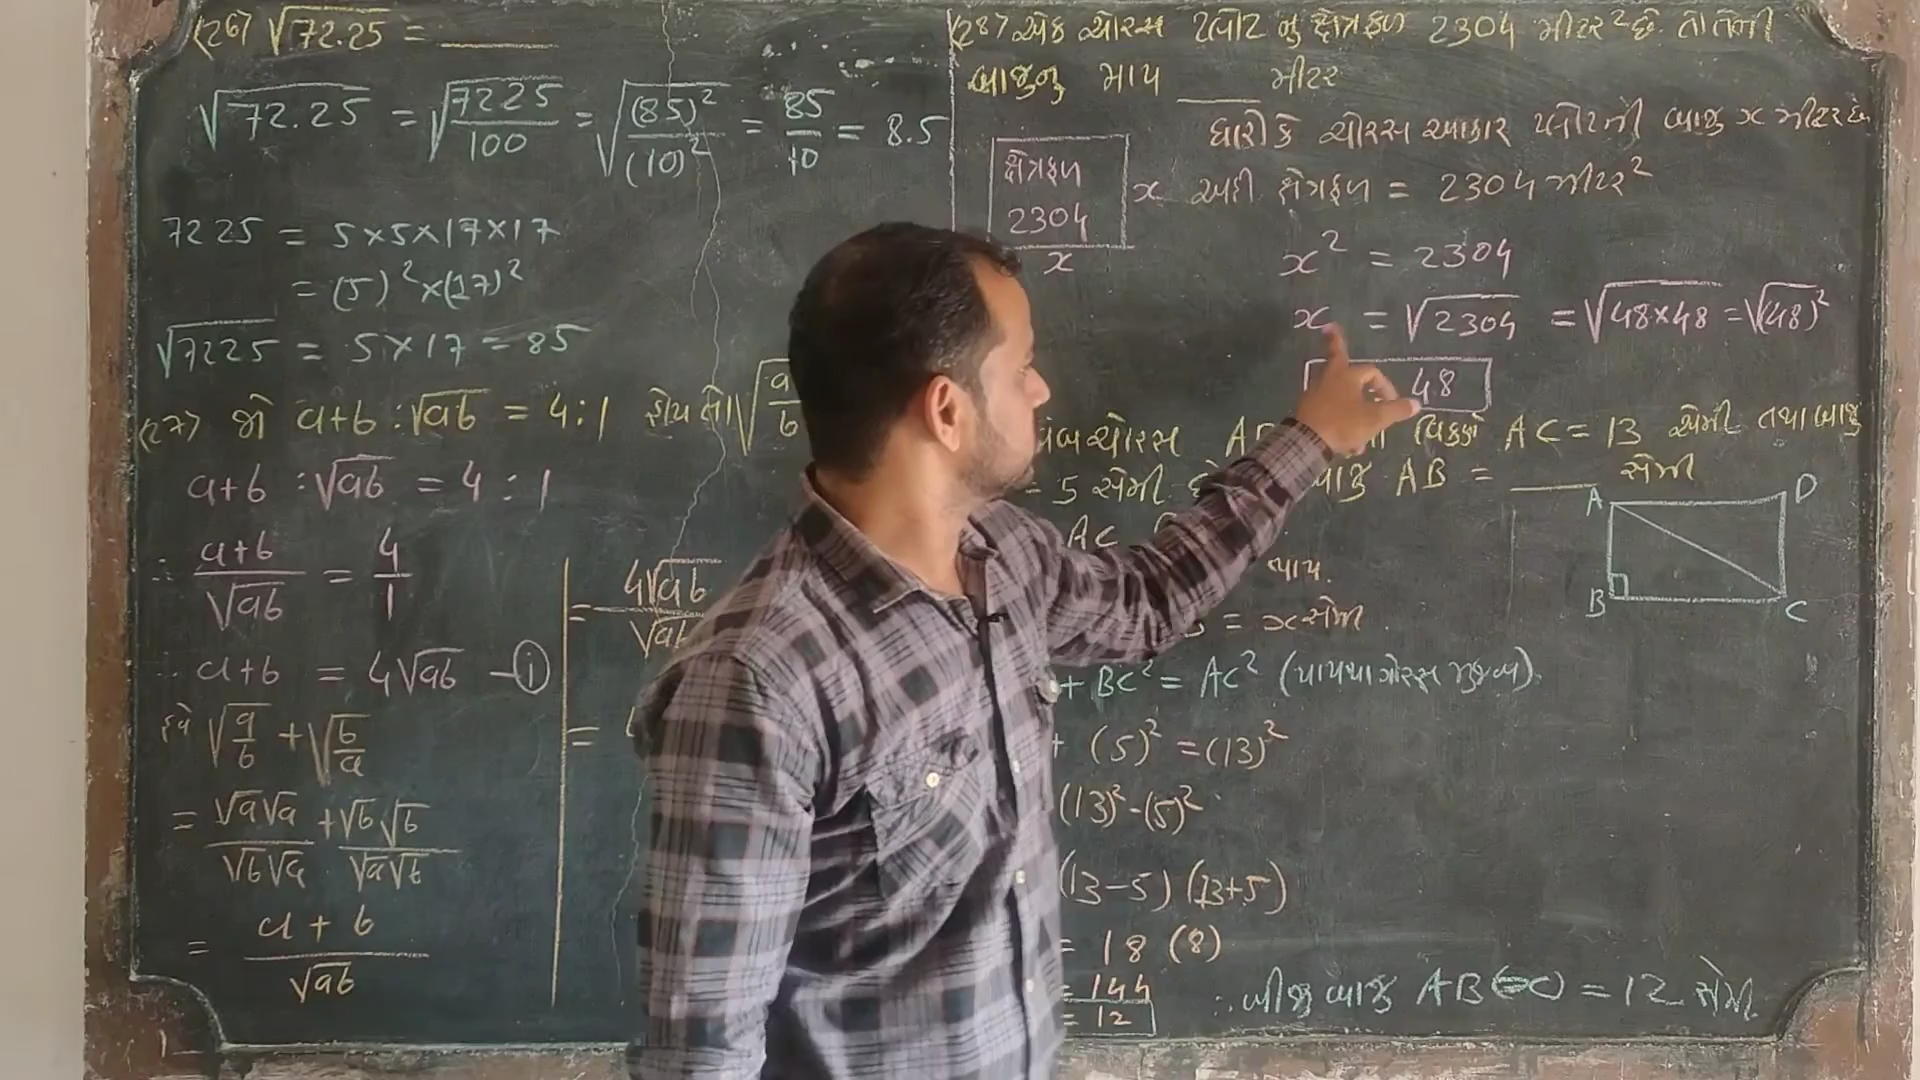 (26) √72.25 = ____
√72.25 = √7225/100 = √(85)²/(10)² = 85/10 = 8.5
7225 = 5×5×17×17
= (5)²×(17)²
√7225 = 5×17 = 85
(27) જો a+b : √ab = 4:1 હોય તો √a/b
a+b : √ab = 4 : 1
∴ a+b/√ab = 4/1
∴ a+b = 4√ab –(i)
હવે √a/b + √b/a
= √a√a/√b√a + √b√b/√a√b
= a+b/√ab
= 4√ab/√ab
=
(28) એક ચોરસ પ્લોટ નુ ક્ષેત્રફળ 2304 મીટર² છે. તો તેની
બાજુનુ માપ ____ મીટર
ધારો કે ચોરસ આકાર પ્લોટની બાજુ x મીટર છે
ક્ષેત્રફળ
2304
x
x
અહી ક્ષેત્રફળ = 2304 મીટર²
x² = 2304
x = √2304 = √48×48 = √(48)²
48
લંબચોરસ વિકર્ણ AC = 13 સેમી તથા બાજુ
= 5 સેમી બાજુ AB = ____ સેમી
A D
B C
AC
= x સેમી.
+ BC² = AC² (પાયથાગોરસ મુજબ).
+ (5)² = (13)²
(13)²-(5)²
(13-5) (13+5)
= 18 (8)
= 144
= 12
∴ બીજી બાજુ AB = 12 સેમી